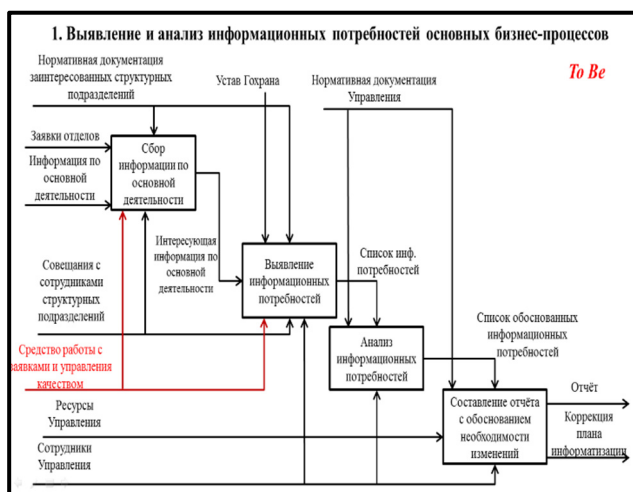 1. Выявление и анализ информационных потребностей основных бизнес-процессов
To Be
Нормативная документация
заинтересованных структурных
подразделений
Устав Гохрана
Нормативная документация
Управления
Заявки отделов
Информация по
основной
деятельности
Сбор
информации по
основной
деятельности
Совещания с
сотрудниками
структурных
подразделений
Интересующая
информация по
основной
деятельности
Выявление
информационных
потребностей
Список инф.
потребностей
Средство работы с
заявками и управления
качеством
Анализ
информационных
потребностей
Список обоснованных
информационных
потребностей
Ресурсы
Управления
Сотрудники
Управления
Составление отчёта
с обоснованием
необходимости
изменений
Отчёт
Коррекция
плана
информатизации